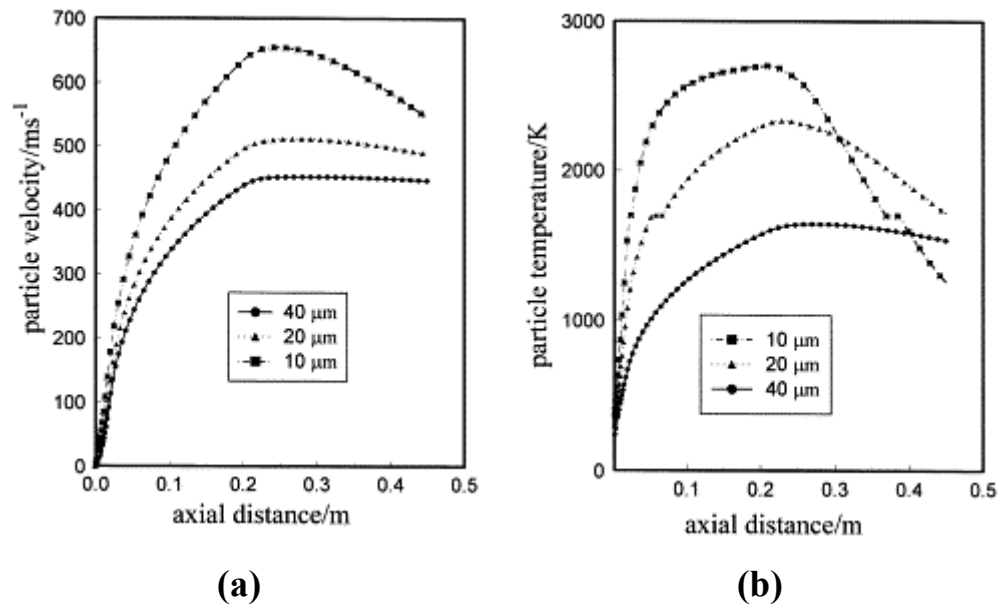 700
600
500
400
300
200
100
0
particle velocity/ms⁻¹
40 µm
20 µm
10 µm
0.0 0.1 0.2 0.3 0.4 0.5
axial distance/m
(a)
3000
2000
1000
0
particle temperature/K
10 µm
20 µm
40 µm
0.1 0.2 0.3 0.4 0.5
axial distance/m
(b)